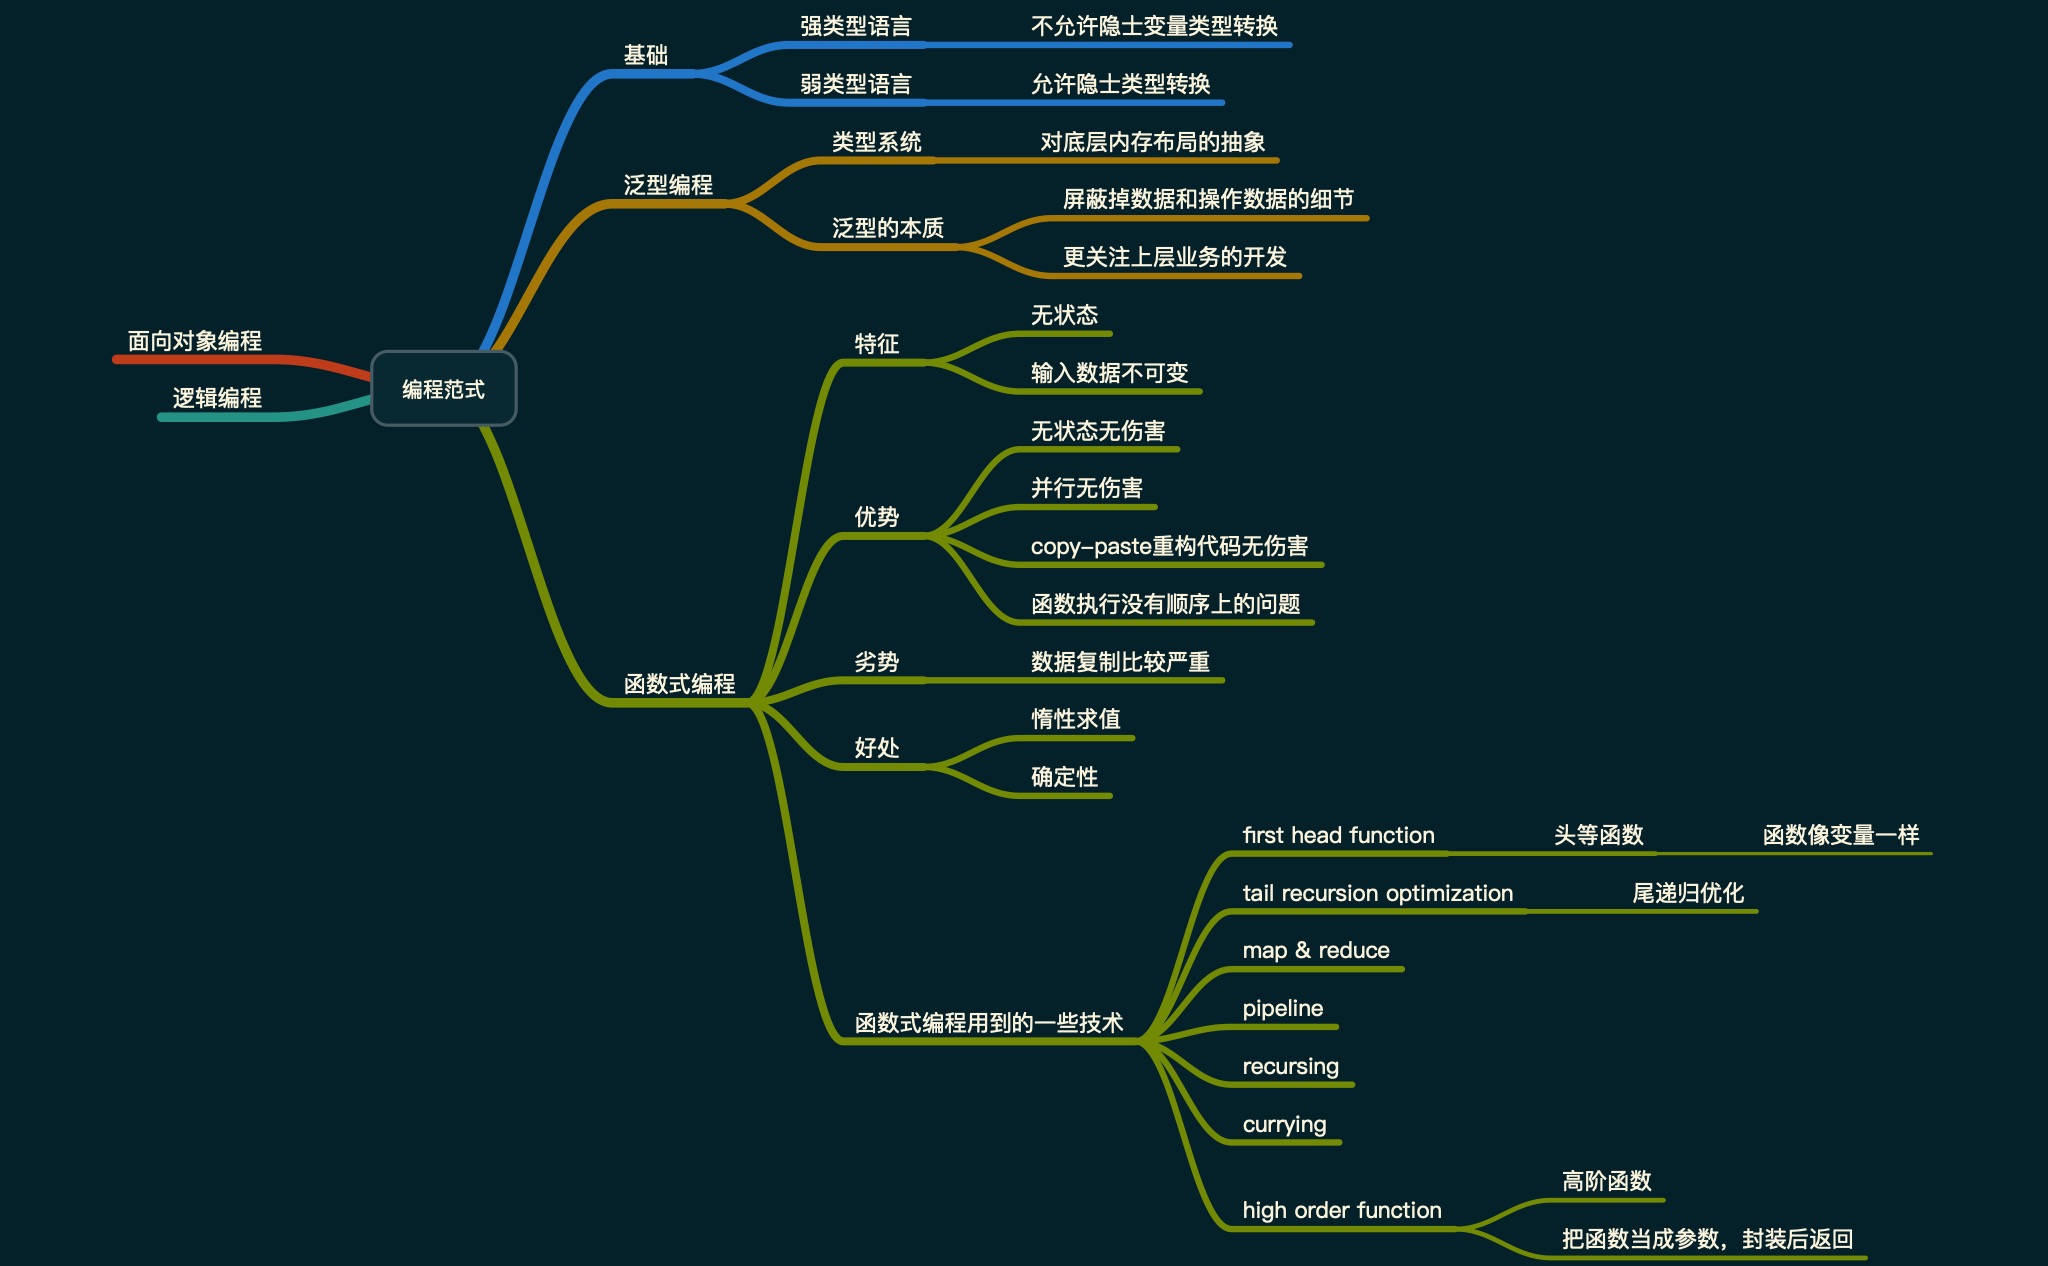 编程范式
基础
强类型语言
不允许隐士变量类型转换
弱类型语言
允许隐士类型转换
泛型编程
类型系统
对底层内存布局的抽象
泛型的本质
屏蔽掉数据和操作数据的细节
更关注上层业务的开发
函数式编程
特征
无状态
输入数据不可变
优势
无状态无伤害
并行无伤害
copy-paste重构代码无伤害
函数执行没有顺序上的问题
劣势
数据复制比较严重
好处
惰性求值
确定性
函数式编程用到的一些技术
first head function
头等函数
函数像变量一样
tail recursion optimization
尾递归优化
map & reduce
pipeline
recursing
currying
high order function
高阶函数
把函数当成参数，封装后返回
面向对象编程
逻辑编程